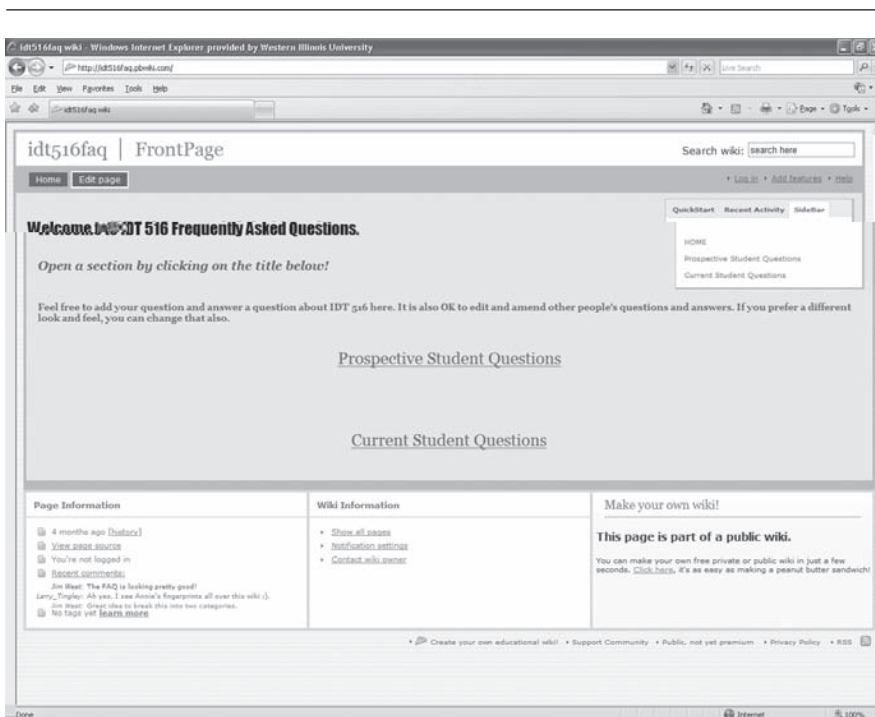 idt516faq wiki - Windows Internet Explorer provided by Western Illinois University
http://idt516faq.pbwiki.com/
Live Search
File Edit View Favorites Tools Help
idt516faq wiki
Page Tools
idt516faq | FrontPage
Search wiki: search here
Home Edit page
Log in Add features Help
QuickStart Recent Activity SideBar
Welcome to IDT 516 Frequently Asked Questions.
HOME
Prospective Student Questions
Current Student Questions
Open a section by clicking on the title below!
Feel free to add your question and answer a question about IDT 516 here. It is also OK to edit and amend other people's questions and answers. If you prefer a different
look and feel, you can change that also.
Prospective Student Questions
Current Student Questions
Page Information
4 months ago [history]
View page source
You're not logged in
Recent comments:
Jim West: The FAQ is looking pretty good!
Larry_Tingley: Ah yes, I see Annie's fingerprints all over this wiki :).
Jim West: Great idea to break this into two categories.
No tags yet learn more
Wiki Information
Show all pages
Notification settings
Contact wiki owner
Make your own wiki!
This page is part of a public wiki.
You can make your own free private or public wiki in just a few
seconds. Click here, it's as easy as making a peanut butter sandwich!
Create your own educational wiki! Support Community Public, not yet premium Privacy Policy RSS
Done
Internet
100%